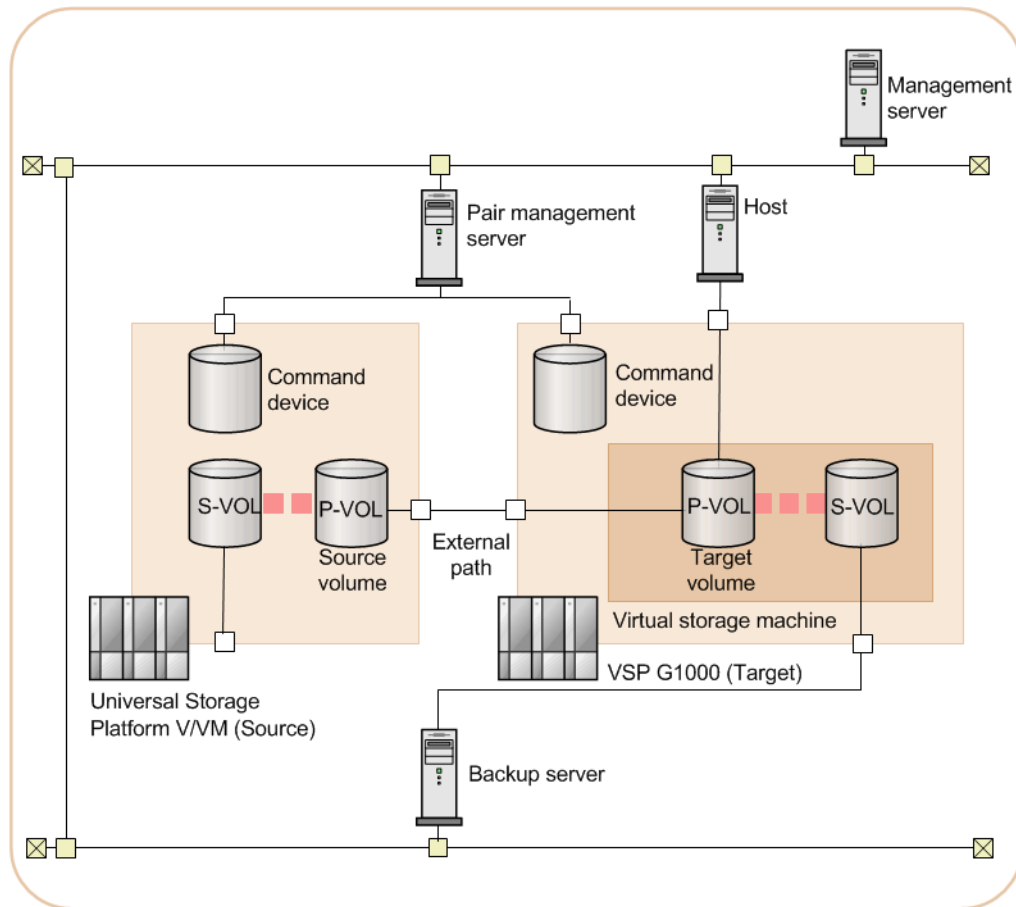 Management
server
Pair management
server
Host
Command
device
Command
device
S-VOL
P-VOL
P-VOL
S-VOL
Source
volume
External
path
Target
volume
Virtual storage machine
Universal Storage
Platform V/VM (Source)
VSP G1000 (Target)
Backup server